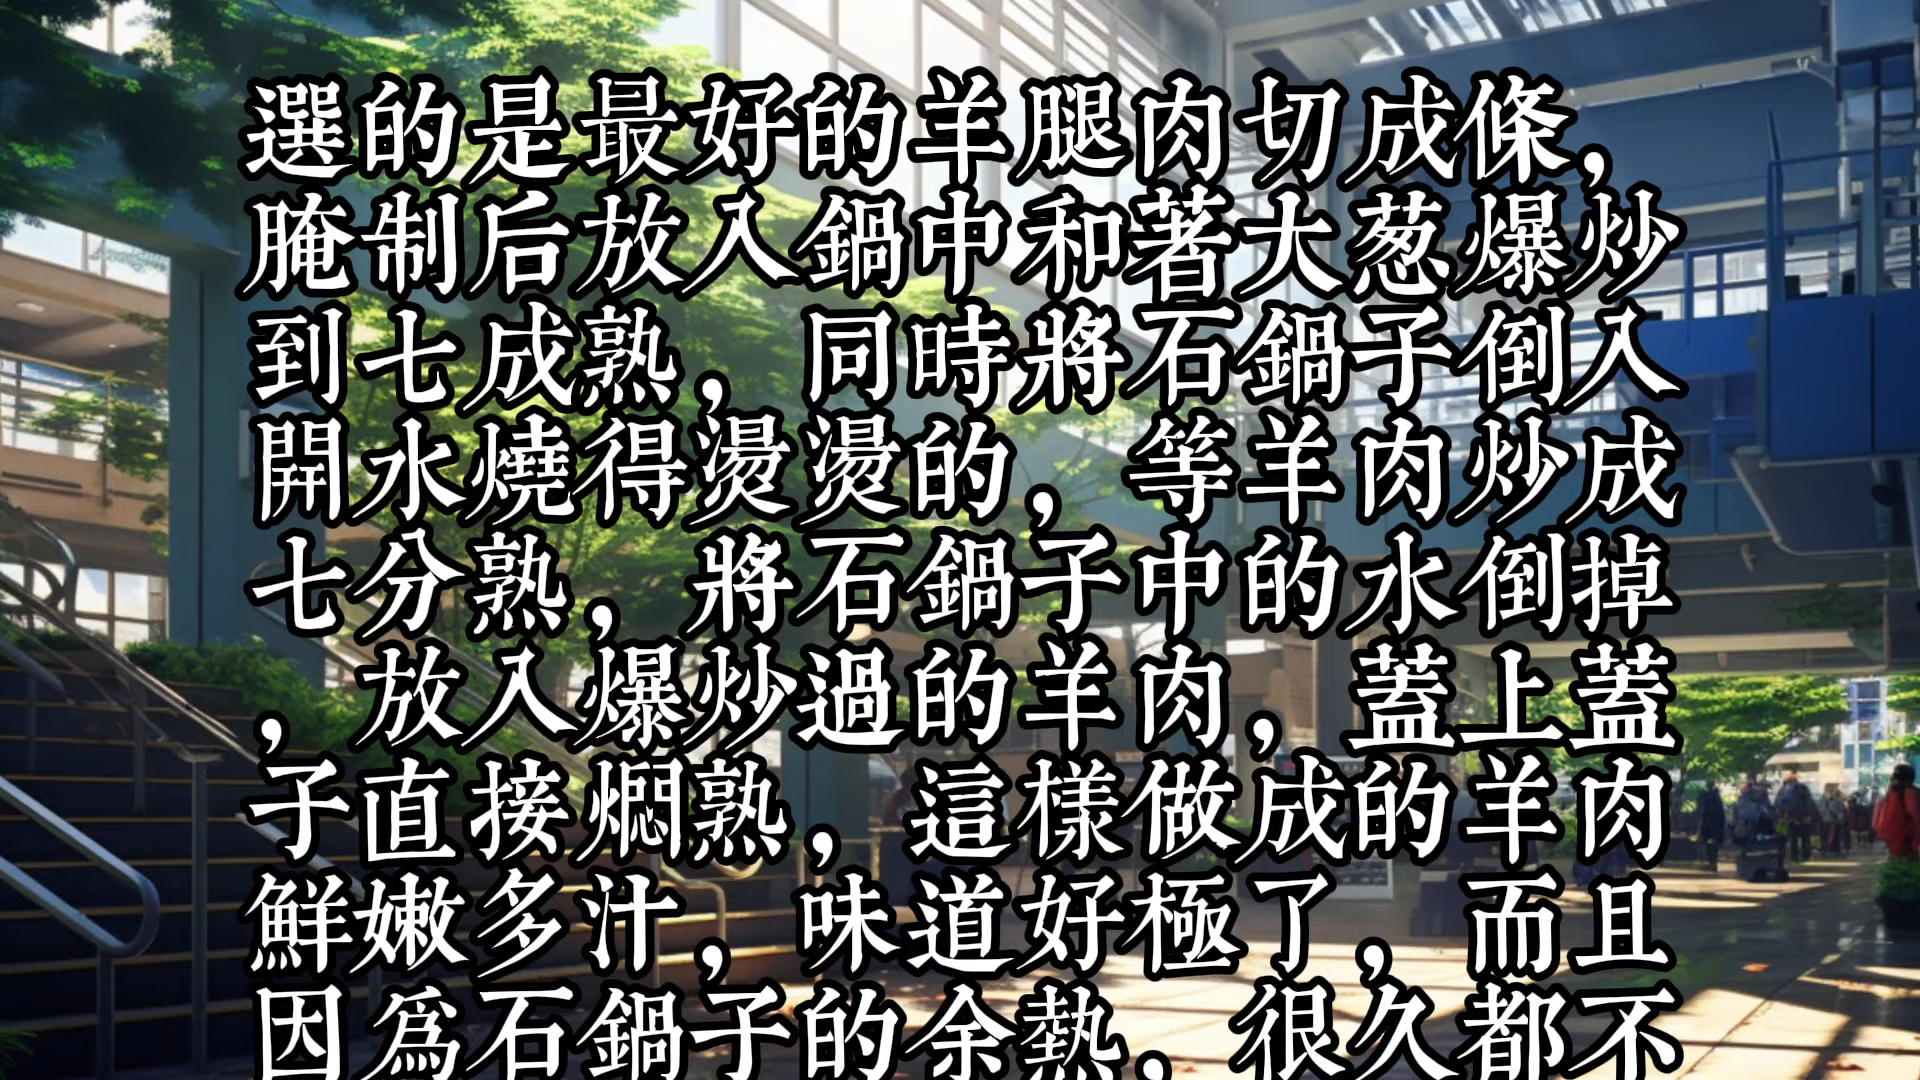 選的是最好的羊腿肉切成條，
腌制后放入鍋中和著大葱爆炒
到七成熟，同時將石鍋子倒入
開水燒得燙燙的，等羊肉炒成
七分熟，將石鍋子中的水倒掉
，放入爆炒過的羊肉，蓋上蓋
子直接燜熟，這樣做成的羊肉
鮮嫩多汁，味道好極了，而且
因爲石鍋子的余熱，很久都不